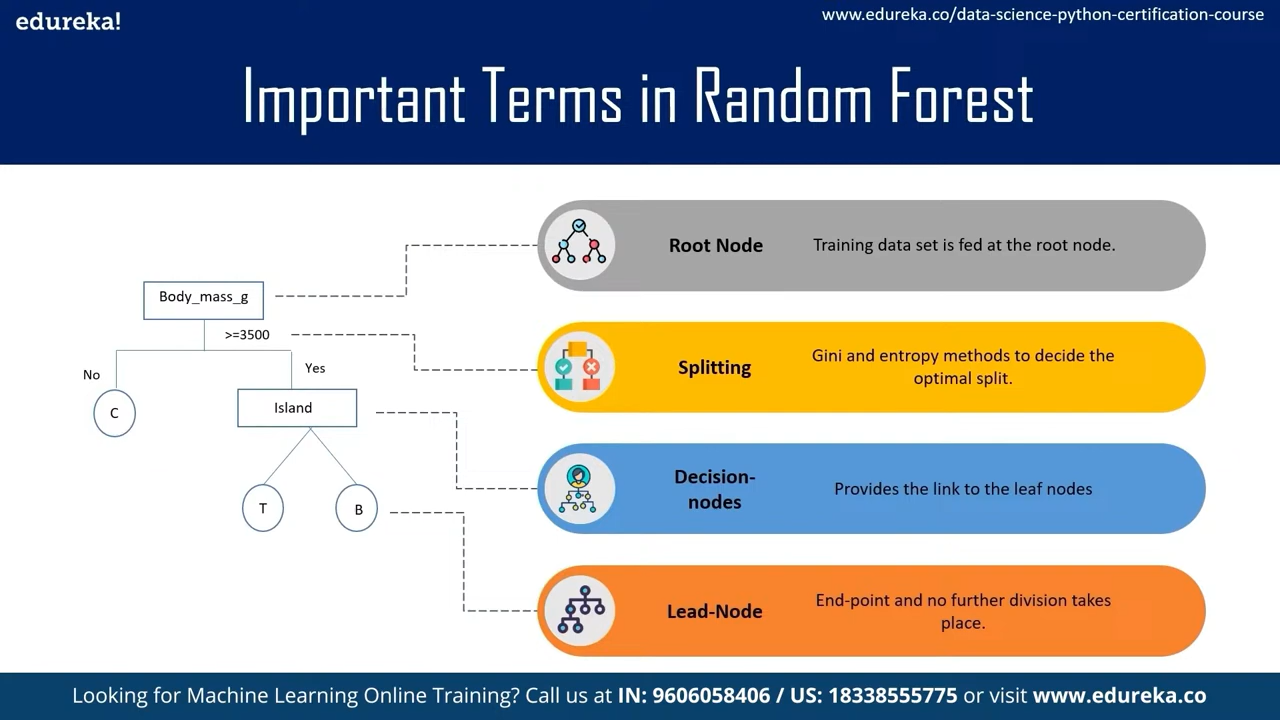 edureka!
www.edureka.co/data-science-python-certification-course
Important Terms in Random Forest
Body_mass_g
>=3500
No
Yes
C
Island
T
B
Root Node
Training data set is fed at the root node.
Splitting
Gini and entropy methods to decide the
optimal split.
Decision-
nodes
Provides the link to the leaf nodes
Lead-Node
End-point and no further division takes
place.
Looking for Machine Learning Online Training? Call us at IN: 9606058406 / US: 18338555775 or visit www.edureka.co